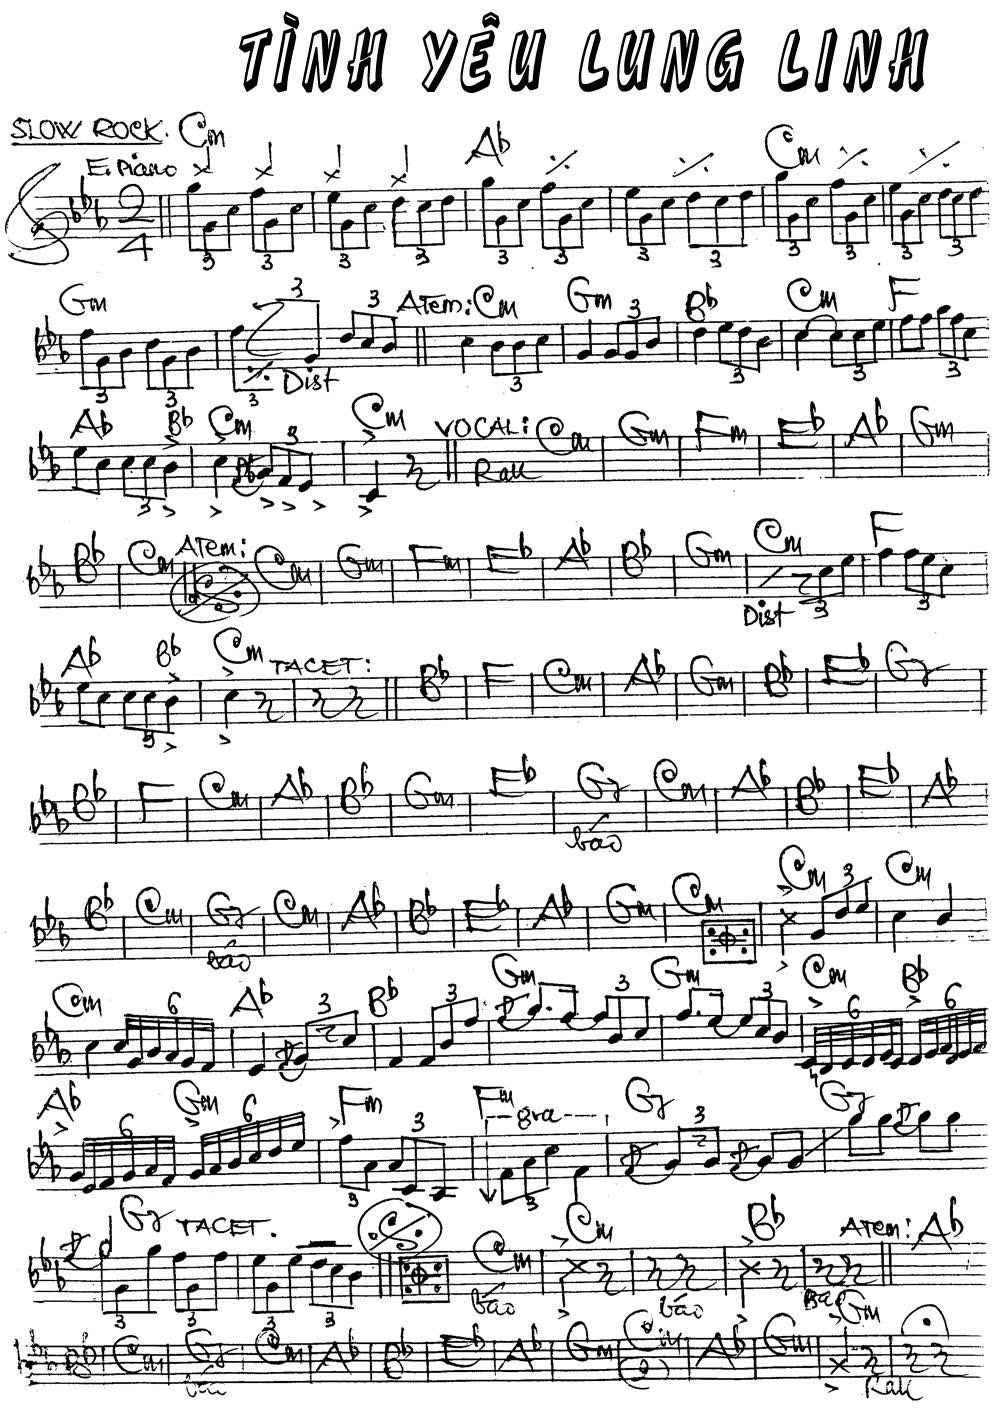 TÌNH YÊU LUNG LINH
SLOW ROCK. Cm
E.Piano Ab Cm
2 4
3 3 3 3 3 3 3 3 3 3 3
Gm 3 3 ATem: Cm Gm 3 Bb Cm F
3 3 3 Dist 3 3 3 3
Ab Bb Cm 3 Cm VOCAL: Cm Gm Fm Eb Ab Gm
3 Rall
Bb Cm ATem: Cm Gm Fm Eb Ab Bb Gm Cm F
Dist 3 3
Ab Bb Cm TACET: Bb F Cm Ab Gm Bb Eb G7
3
Bb F Cm Ab Bb Gm Eb G7 Cm Ab Bb Eb Ab
báo
Bb Cm G7 Cm Ab Bb Eb Ab Gm Cm Cm 3 Cm
báo
Cm 6 Ab 3 Bb 3 Gm 3 Gm 3 Cm 6 Bb 6
Ab 6 Gm 6 Fm 3 Fm G7 3 G7
3 3
G7 TACET. Cm Cm Bb ATem: Ab
3 3 3 3 báo báo
Bb Cm G7 Cm Ab Bb Eb Ab Gm Cm Ab Gm Gm
(2) Rall